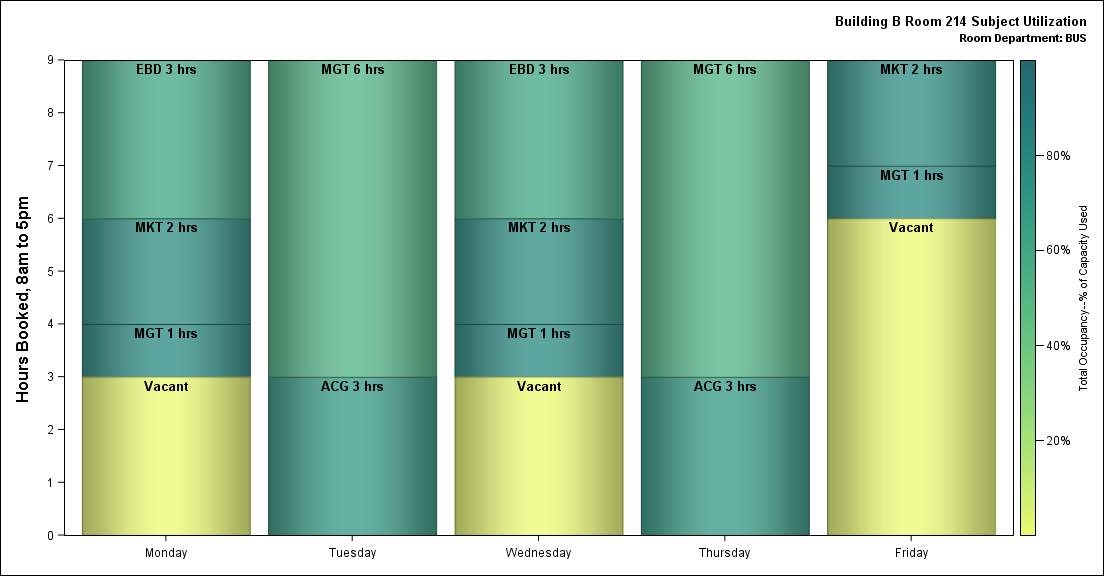 Building B Room 214 Subject Utilization
Room Department: BUS
Hours Booked, 8am to 5pm
9
8
7
6
5
4
3
2
1
0
EBD 3 hrs
MKT 2 hrs
MGT 1 hrs
Vacant
MGT 6 hrs
ACG 3 hrs
EBD 3 hrs
MKT 2 hrs
MGT 1 hrs
Vacant
MGT 6 hrs
ACG 3 hrs
MKT 2 hrs
MGT 1 hrs
Vacant
Monday
Tuesday
Wednesday
Thursday
Friday
80%
60%
40%
20%
Total Occupancy--% of Capacity Used